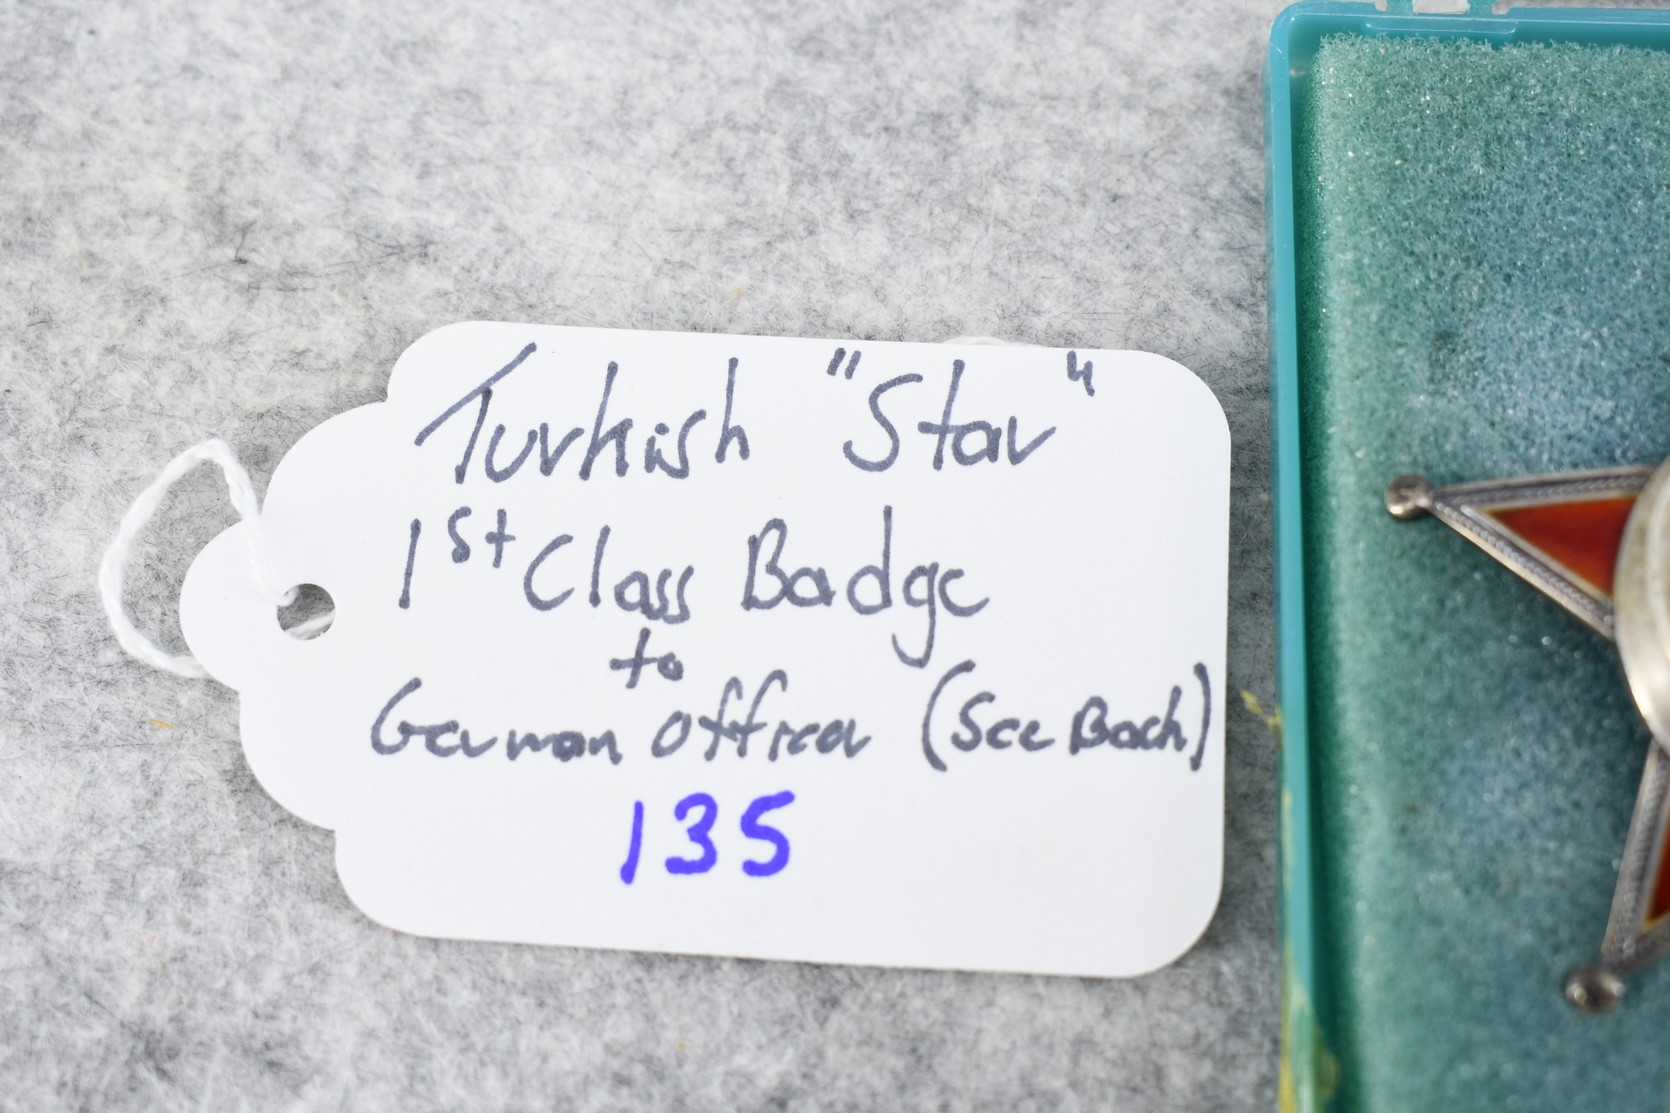 Turkish "Star"
1st Class Badge
to
German Officer (See Back)
135